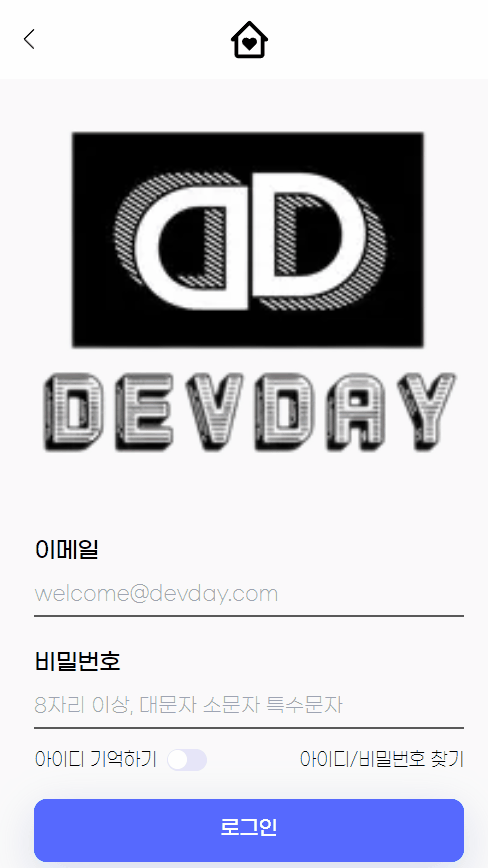 DD
DEVDAY
이메일
welcome@devday.com
비밀번호
8자리 이상, 대문자 소문자 특수문자
아이디 기억하기 아이디/비밀번호 찾기
로그인